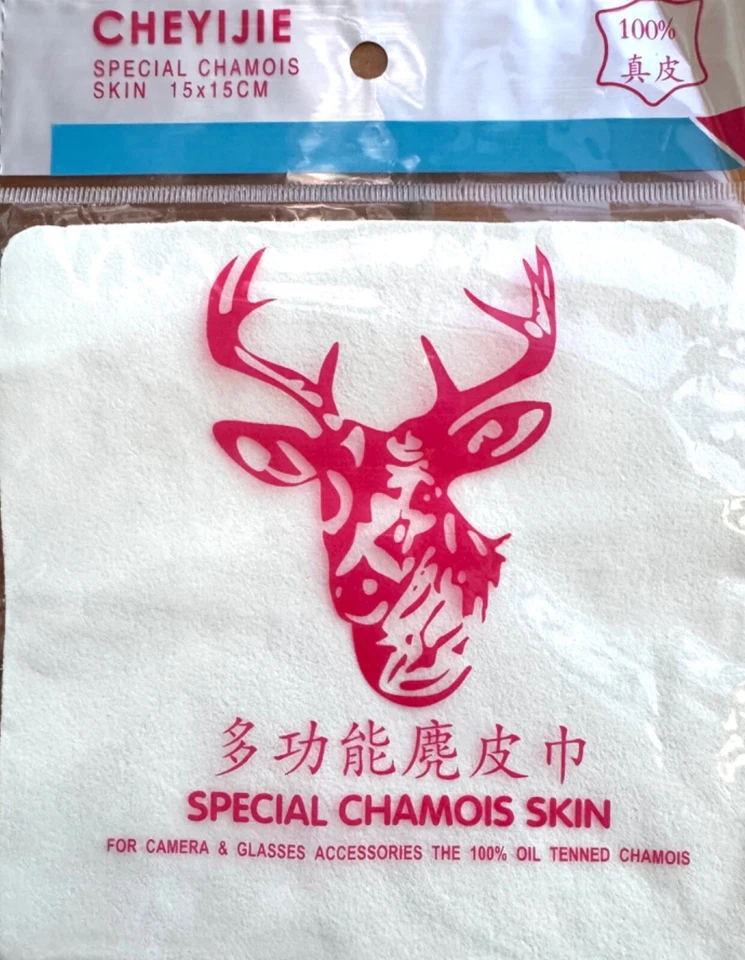 CHEYIJIE
SPECIAL CHAMOIS
SKIN 15x15CM
100%
真皮
多功能麂皮巾
SPECIAL CHAMOIS SKIN
FOR CAMERA & GLASSES ACCESSORIES THE 100% OIL TENNED CHAMOIS